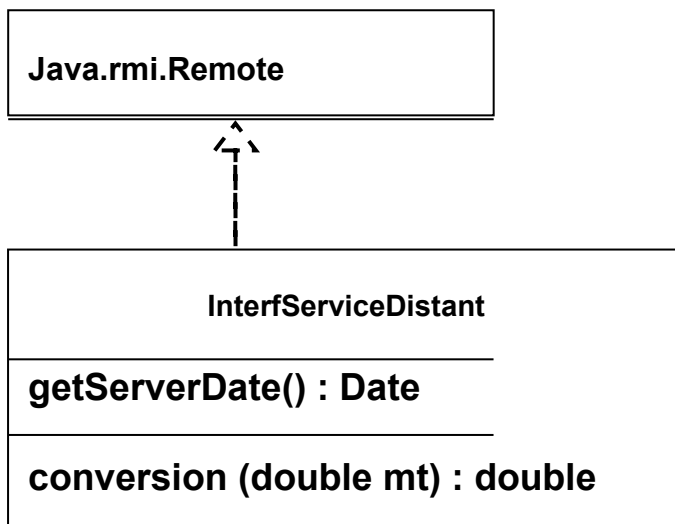 Java.rmi.Remote
InterfServiceDistant
getServerDate() : Date
conversion (double mt) : double